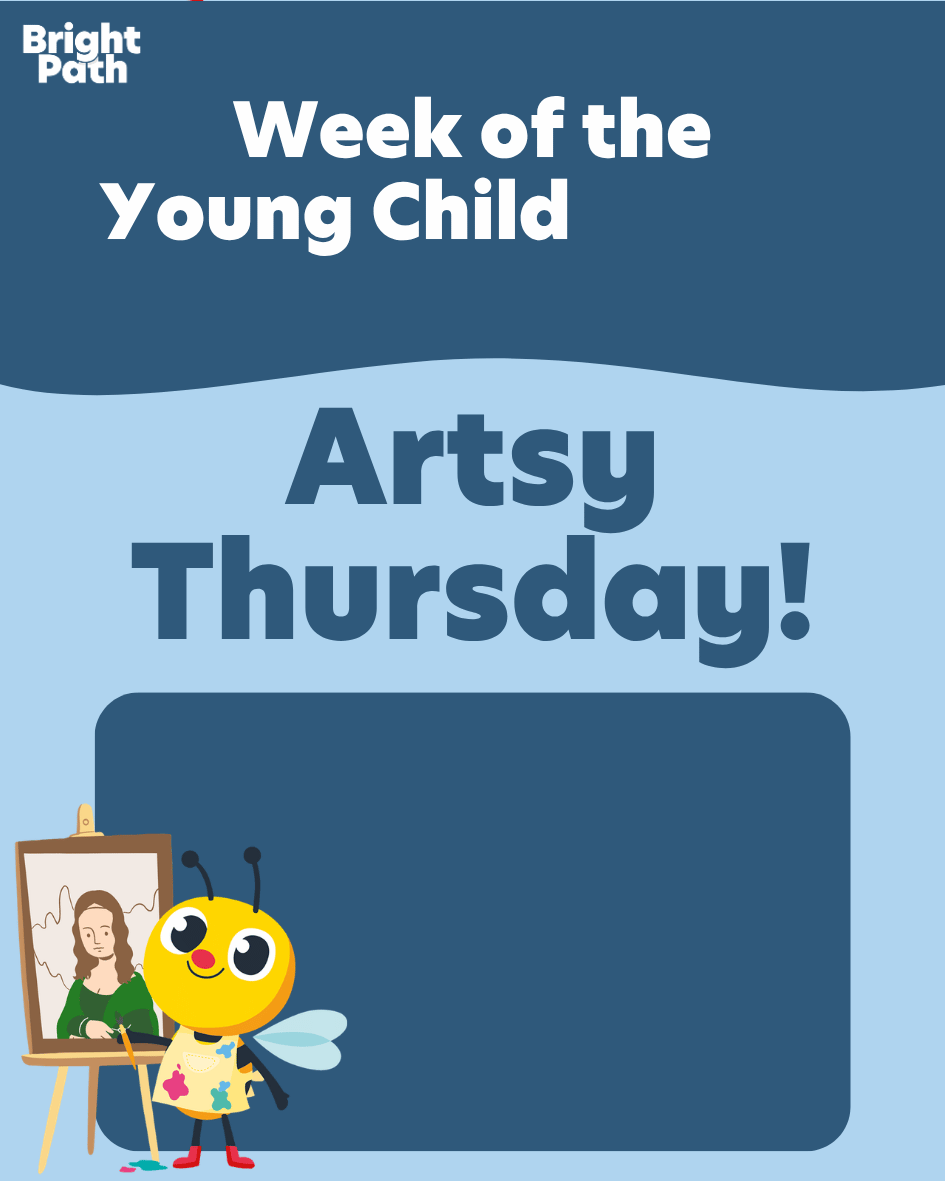 Bright
Path
Week of the
Young Child
Artsy
Thursday!